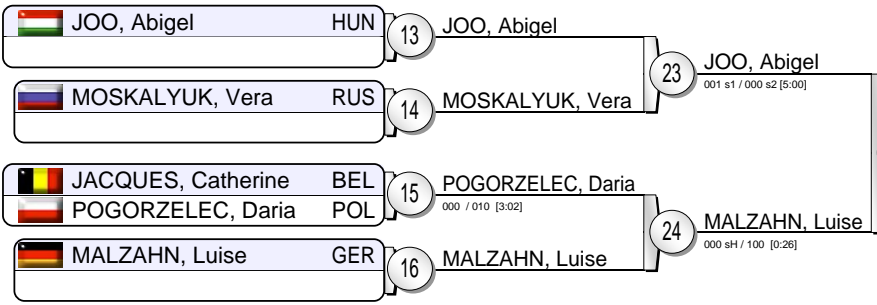 JOO, Abigel HUN
13
JOO, Abigel
23
JOO, Abigel
001 s1 / 000 s2 [5:00]
MOSKALYUK, Vera RUS
14
MOSKALYUK, Vera
JACQUES, Catherine BEL
POGORZELEC, Daria POL
15
POGORZELEC, Daria
000 / 010 [3:02]
24
MALZAHN, Luise
000 sH / 100 [0:26]
MALZAHN, Luise GER
16
MALZAHN, Luise